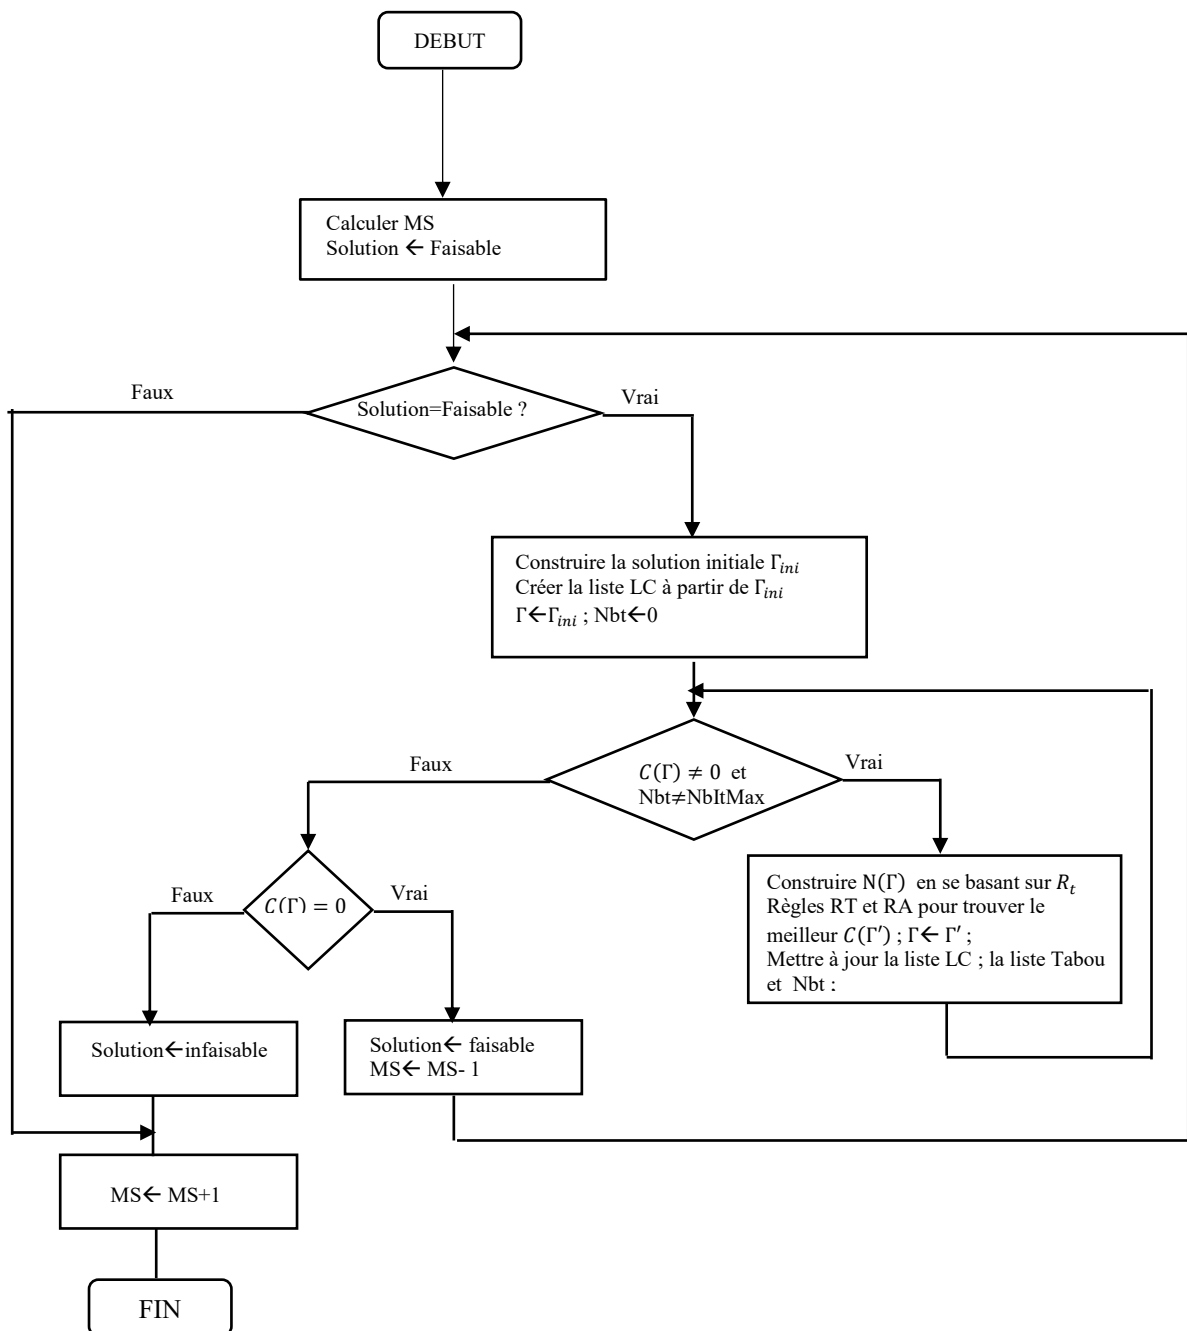 DEBUT
Calculer MS
Solution ← Faisable
Faux
Vrai
Solution=Faisable ?
Construire la solution initiale Γ_ini
Créer la liste LC à partir de Γ_ini
Γ←Γ_ini ; Nbt←0
Faux
Vrai
C(Γ) ≠ 0 et
Nbt≠NbItMax
Faux
Vrai
C(Γ) = 0
Construire N(Γ) en se basant sur R_t
Règles RT et RA pour trouver le
meilleur C(Γ′) ; Γ← Γ′ ;
Mettre à jour la liste LC ; la liste Tabou
et Nbt :
Solution←infaisable
Solution← faisable
MS← MS- 1
MS← MS+1
FIN